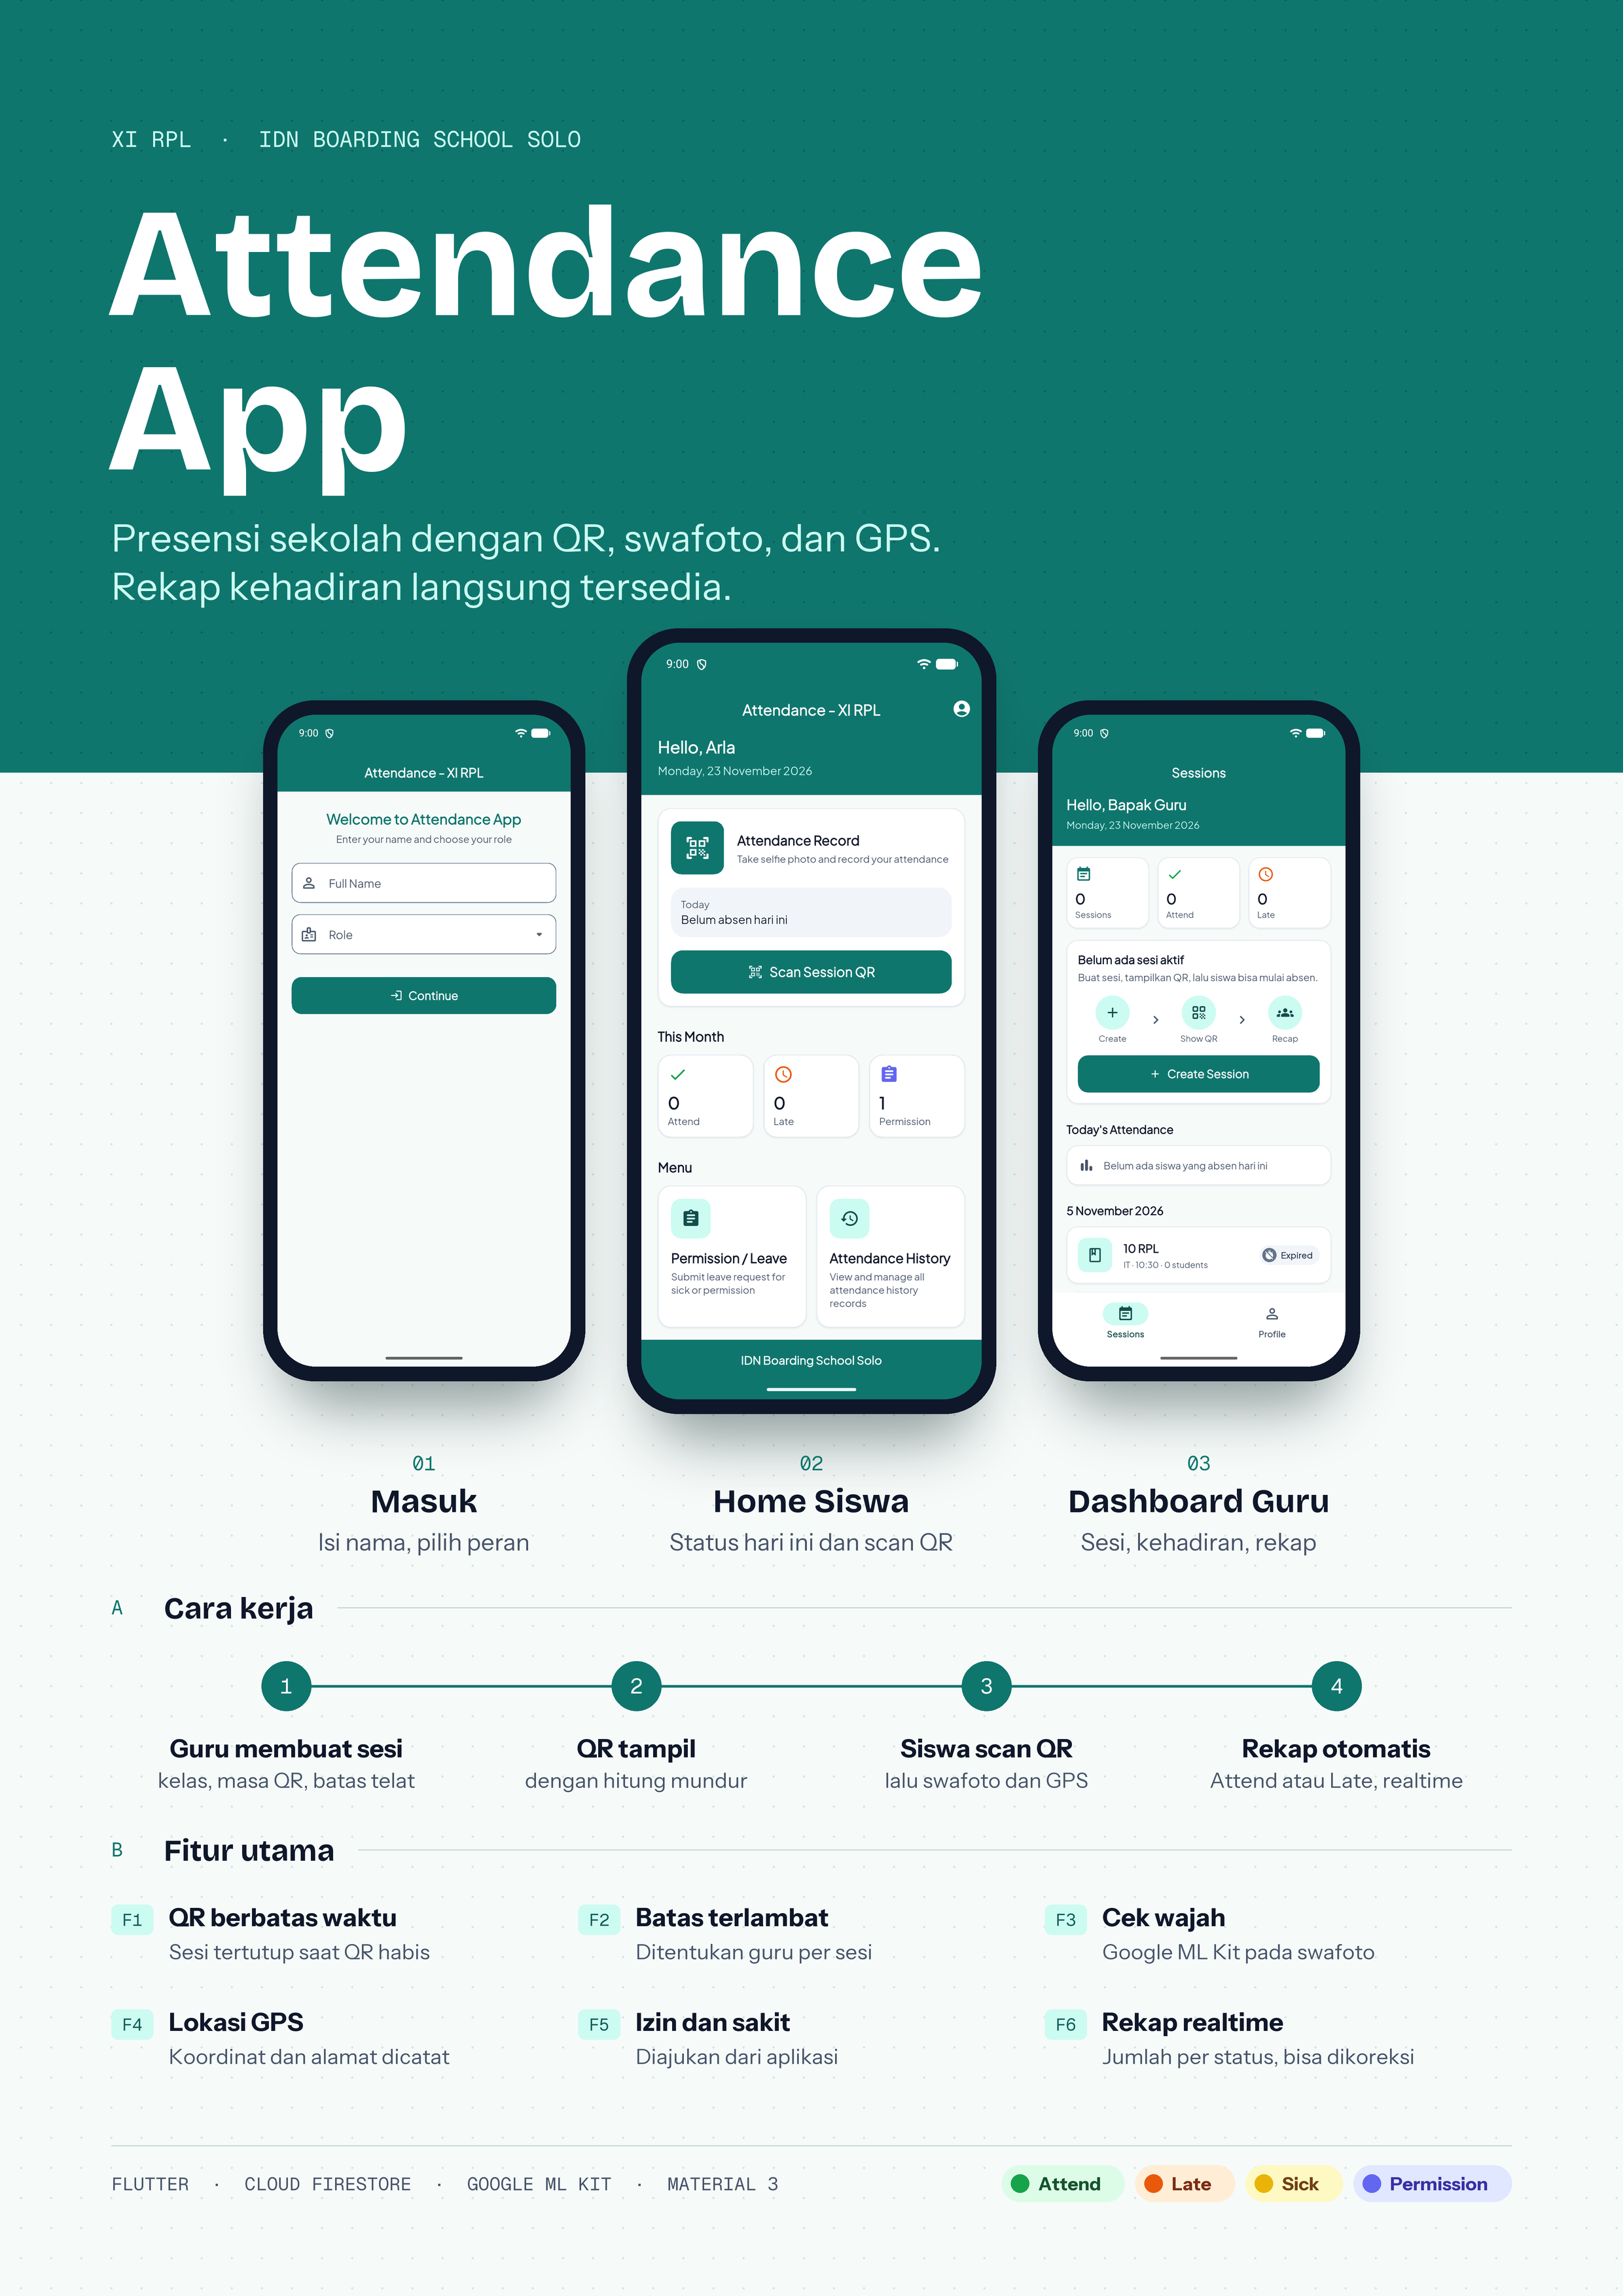 XI RPL · IDN BOARDING SCHOOL SOLO
Attendance
App
Presensi sekolah dengan QR, swafoto, dan GPS.
Rekap kehadiran langsung tersedia.
9:00
Attendance - XI RPL
Welcome to Attendance App
Enter your name and choose your role
Full Name
Role
Continue
9:00
Attendance - XI RPL
Hello, Arla
Monday, 23 November 2026
Attendance Record
Take selfie photo and record your attendance
Today
Belum absen hari ini
Scan Session QR
This Month
0
Attend
0
Late
1
Permission
Menu
Permission / Leave
Submit leave request for
sick or permission
Attendance History
View and manage all
attendance history
records
IDN Boarding School Solo
9:00
Sessions
Hello, Bapak Guru
Monday, 23 November 2026
0
Sessions
0
Attend
0
Late
Belum ada sesi aktif
Buat sesi, tampilkan QR, lalu siswa bisa mulai absen.
Create
Show QR
Recap
+ Create Session
Today's Attendance
Belum ada siswa yang absen hari ini
5 November 2026
10 RPL
IT · 10:30 · 0 students
Expired
Sessions
Profile
01
Masuk
Isi nama, pilih peran
02
Home Siswa
Status hari ini dan scan QR
03
Dashboard Guru
Sesi, kehadiran, rekap
A Cara kerja
1
Guru membuat sesi
kelas, masa QR, batas telat
2
QR tampil
dengan hitung mundur
3
Siswa scan QR
lalu swafoto dan GPS
4
Rekap otomatis
Attend atau Late, realtime
B Fitur utama
F1 QR berbatas waktu
Sesi tertutup saat QR habis
F2 Batas terlambat
Ditentukan guru per sesi
F3 Cek wajah
Google ML Kit pada swafoto
F4 Lokasi GPS
Koordinat dan alamat dicatat
F5 Izin dan sakit
Diajukan dari aplikasi
F6 Rekap realtime
Jumlah per status, bisa dikoreksi
FLUTTER · CLOUD FIRESTORE · GOOGLE ML KIT · MATERIAL 3
Attend
Late
Sick
Permission